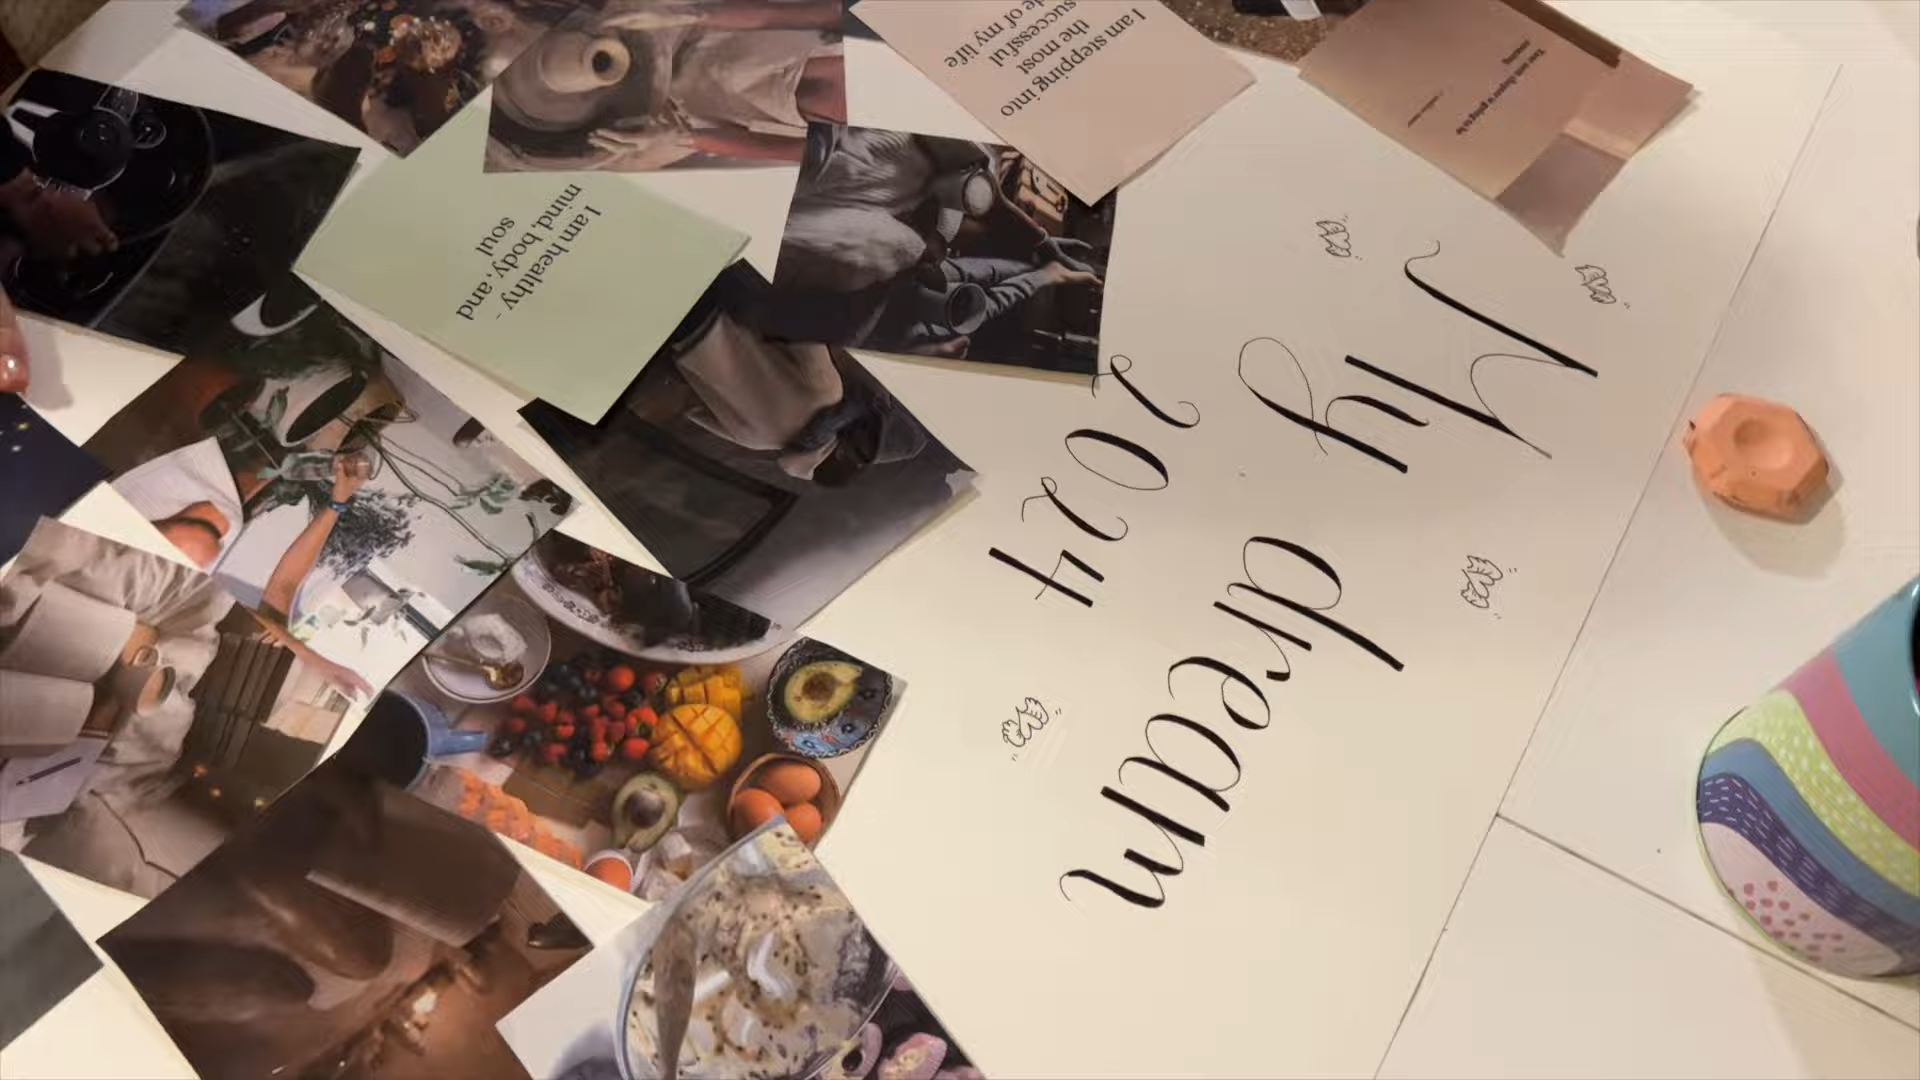 My dream
2024
I am healthy -
mind, body, and
soul
I am stepping into
the most
successful
of my life